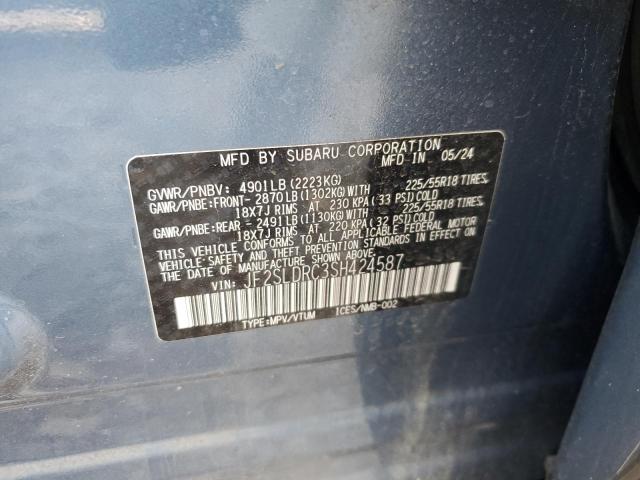 MFD BY SUBARU CORPORATION
MFD IN 05/24
GVWR/PNBV: 4901LB(2223KG)
GAWR/PNBE:FRONT- 2870LB(1302KG)WITH 225/55R18 TIRES,
18X7J RIMS AT 230 KPA(33 PSI)COLD
GAWR/PNBE:REAR - 2491LB(1130KG)WITH 225/55R18 TIRES,
18X7J RIMS AT 220 KPA(32 PSI)COLD
THIS VEHICLE CONFORMS TO ALL APPLICABLE FEDERAL MOTOR
VEHICLE SAFETY STANDARDS IN EFFECT ON
THE DATE OF MANUFACTURE SHOWN ABOVE.
VIN: JF2SLDRC3SH424587
TYPE:MPV/VTUM ICES/NMB-002